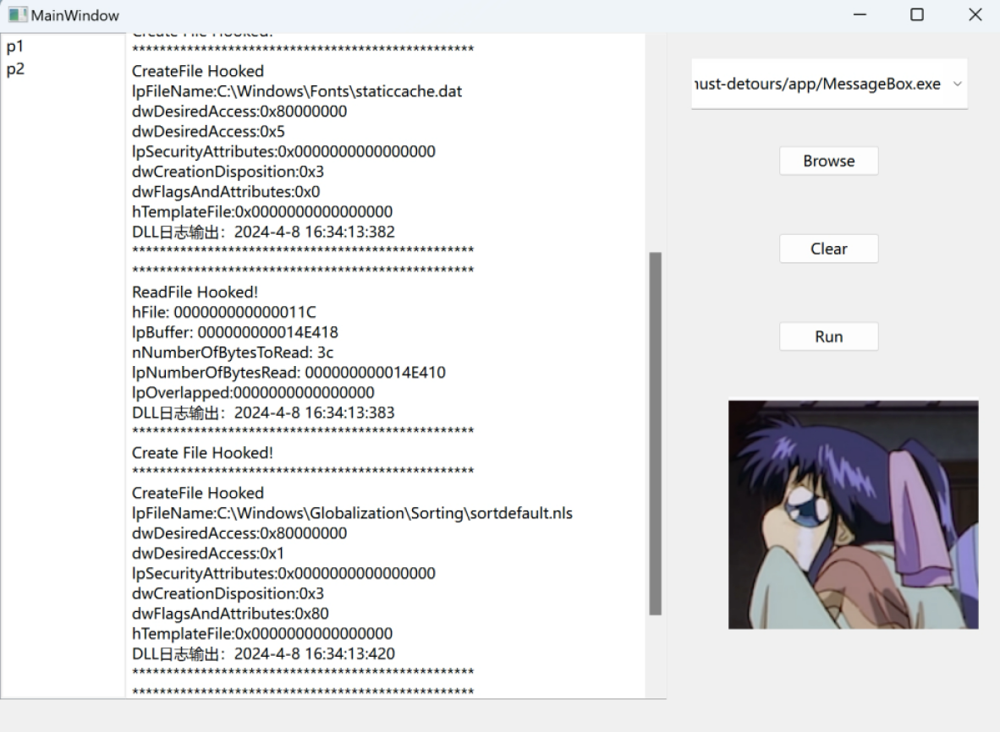 MainWindow
p1
p2
Create File Hooked!
**************************************************
CreateFile Hooked
lpFileName:C:\Windows\Fonts\staticcache.dat
dwDesiredAccess:0x80000000
dwDesiredAccess:0x5
lpSecurityAttributes:0x0000000000000000
dwCreationDisposition:0x3
dwFlagsAndAttributes:0x0
hTemplateFile:0x0000000000000000
DLL日志输出：2024-4-8 16:34:13:382
**************************************************
**************************************************
ReadFile Hooked!
hFile: 000000000000011C
lpBuffer: 000000000014E418
nNumberOfBytesToRead: 3c
lpNumberOfBytesRead: 000000000014E410
lpOverlapped:0000000000000000
DLL日志输出：2024-4-8 16:34:13:383
**************************************************
Create File Hooked!
**************************************************
CreateFile Hooked
lpFileName:C:\Windows\Globalization\Sorting\sortdefault.nls
dwDesiredAccess:0x80000000
dwDesiredAccess:0x1
lpSecurityAttributes:0x0000000000000000
dwCreationDisposition:0x3
dwFlagsAndAttributes:0x80
hTemplateFile:0x0000000000000000
DLL日志输出：2024-4-8 16:34:13:420
**************************************************
**************************************************
ust-detours/app/MessageBox.exe
Browse
Clear
Run